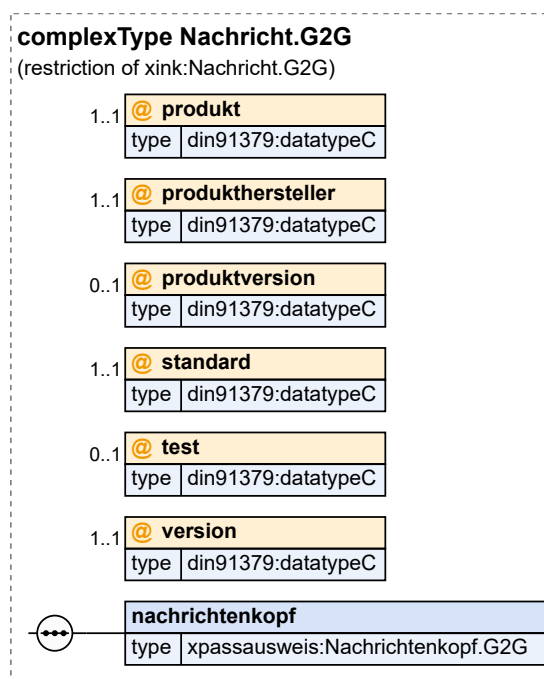 complexType Nachricht.G2G
(restriction of xink:Nachricht.G2G)
1..1 @ produkt
type din91379:datatypeC
1..1 @ produkthersteller
type din91379:datatypeC
0..1 @ produktversion
type din91379:datatypeC
1..1 @ standard
type din91379:datatypeC
0..1 @ test
type din91379:datatypeC
1..1 @ version
type din91379:datatypeC
nachrichtenkopf
type xpassausweis:Nachrichtenkopf.G2G